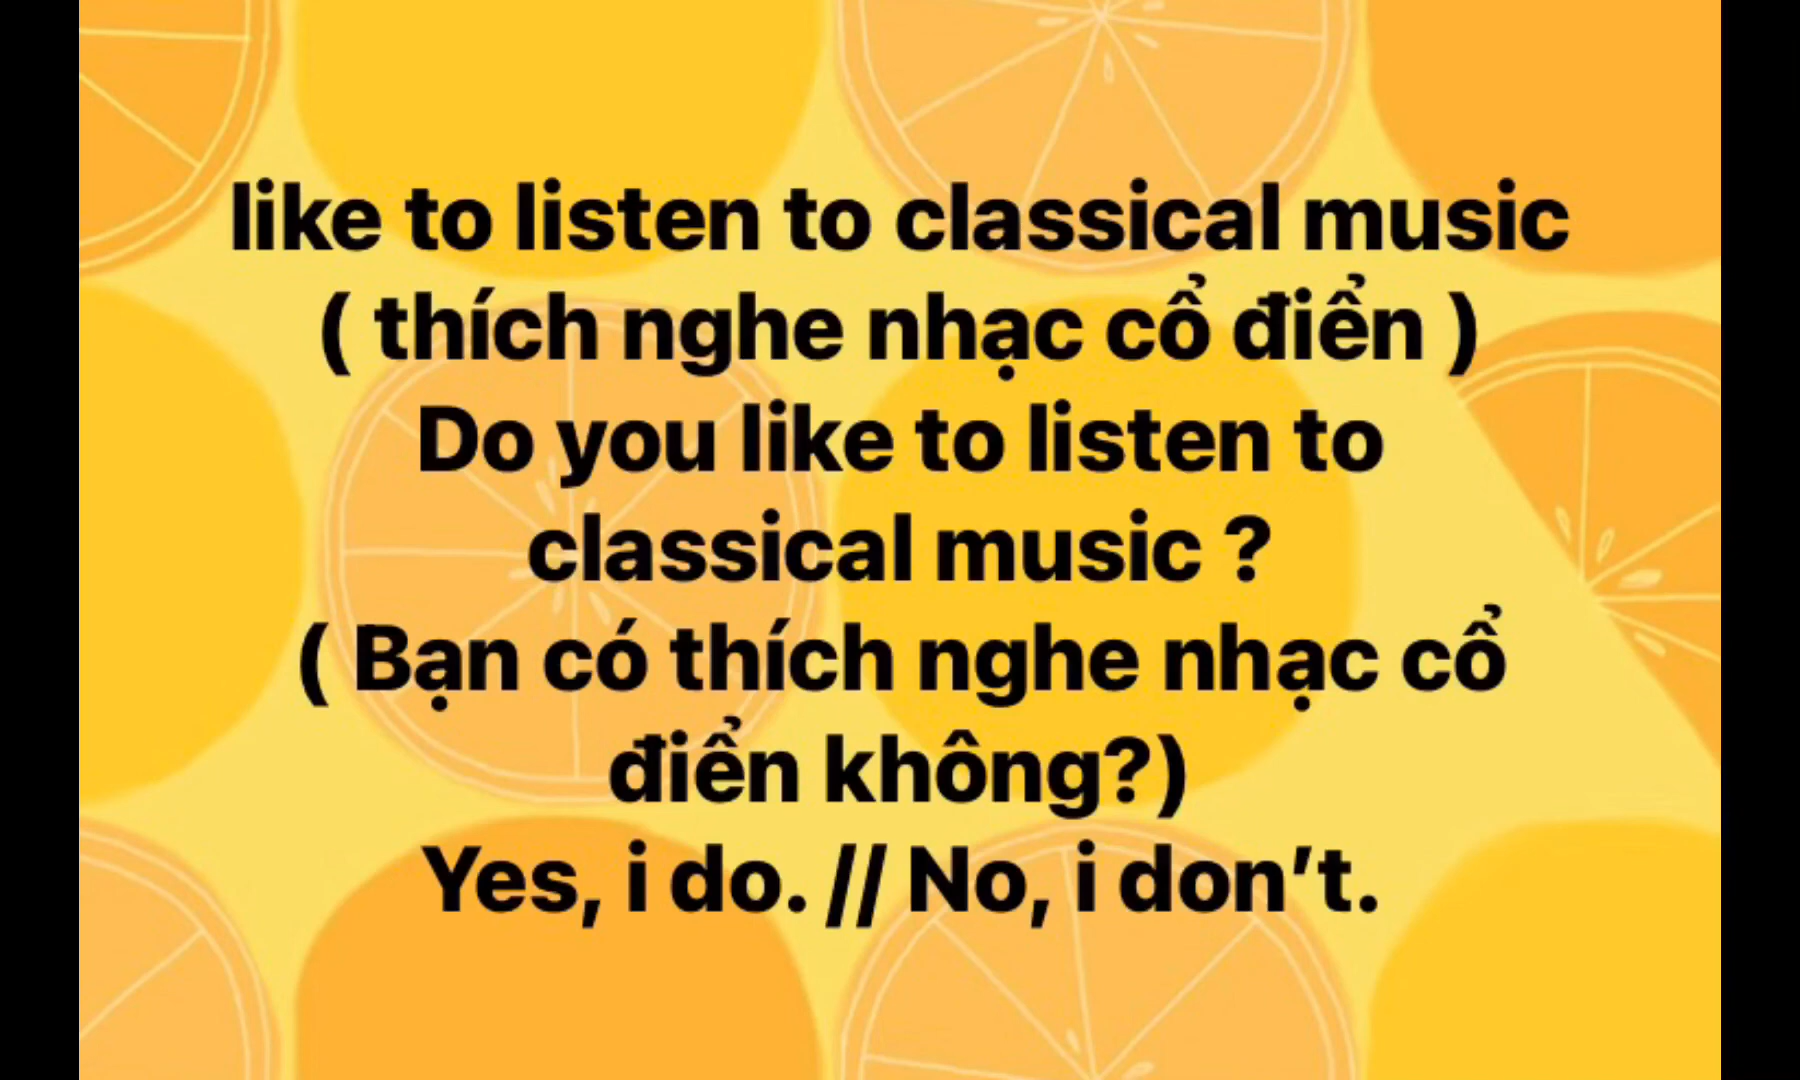 like to listen to classical music
( thích nghe nhạc cổ điển )
Do you like to listen to
classical music ?
( Bạn có thích nghe nhạc cổ
điển không?)
Yes, i do. // No, i don’t.